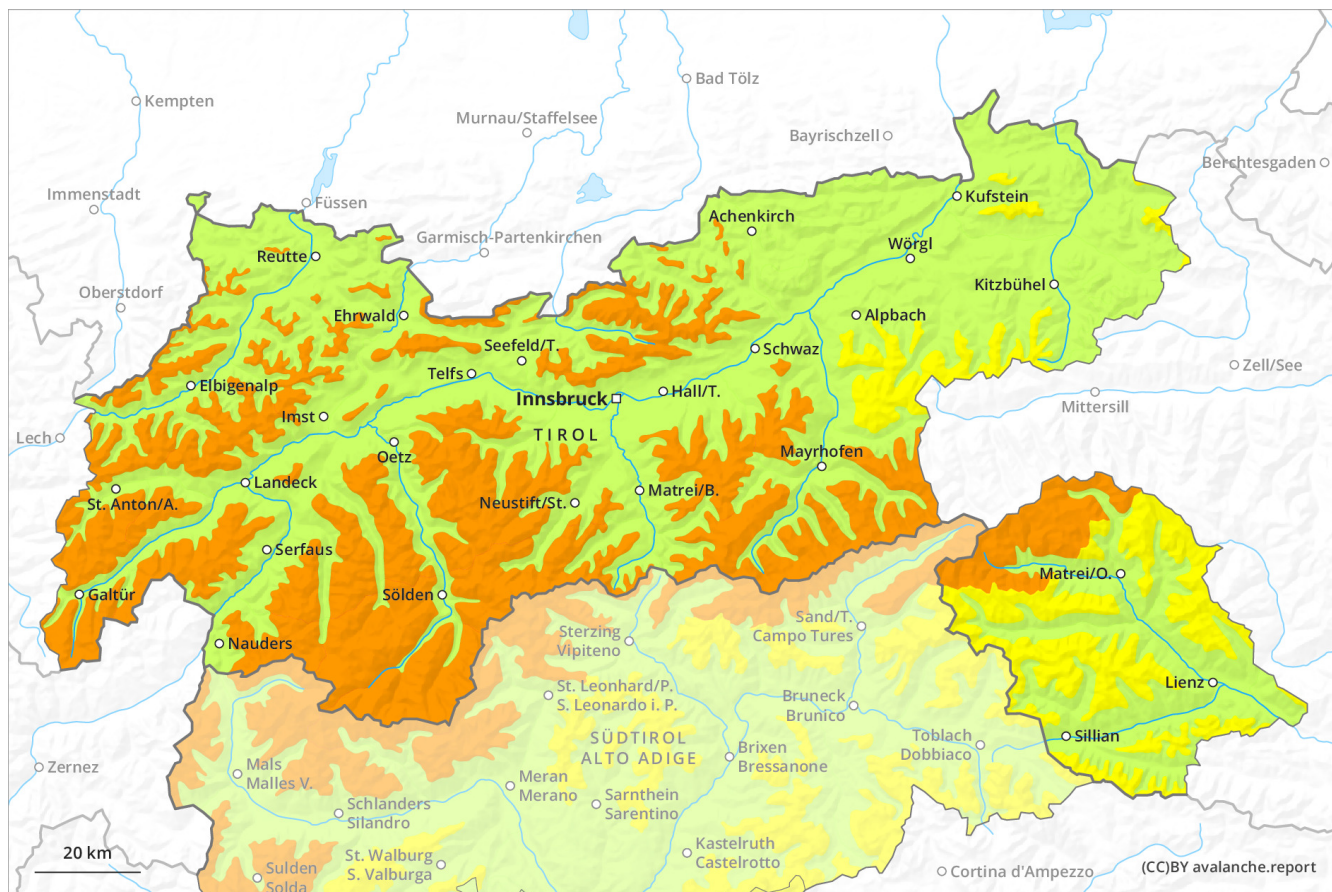 Kempten
Bad Tölz
Murnau/Staffelsee
Bayrischzell
Berchtesgaden
Immenstadt
Füssen
Kufstein
Achenkirch
Garmisch-Partenkirchen
Wörgl
Reutte
Kitzbühel
Oberstdorf
Ehrwald
Alpbach
Seefeld/T.
Schwaz
Zell/See
Telfs
Elbigenalp
Hall/T.
Innsbruck
Mittersill
Imst
Lech
TIROL
Mayrhofen
Oetz
Landeck
Matrei/B.
St. Anton/A.
Neustift/St.
Serfaus
Matrei/O.
Galtür
Sölden
Sand/T.
Campo Tures
Sterzing
Vipiteno
Nauders
Lienz
St. Leonhard/P.
S. Leonardo i. P.
Bruneck
Brunico
Sillian
Toblach
Dobbiaco
SÜDTIROL
ALTO ADIGE
Brixen
Bressanone
Zernez
Mals
Malles V.
Meran
Merano
Sarnthein
Sarentino
Schlanders
Silandro
Kastelruth
Castelrotto
20 km
St. Walburg
S. Valburga
Sulden
Solda
Cortina d'Ampezzo
(CC)BY avalanche.report